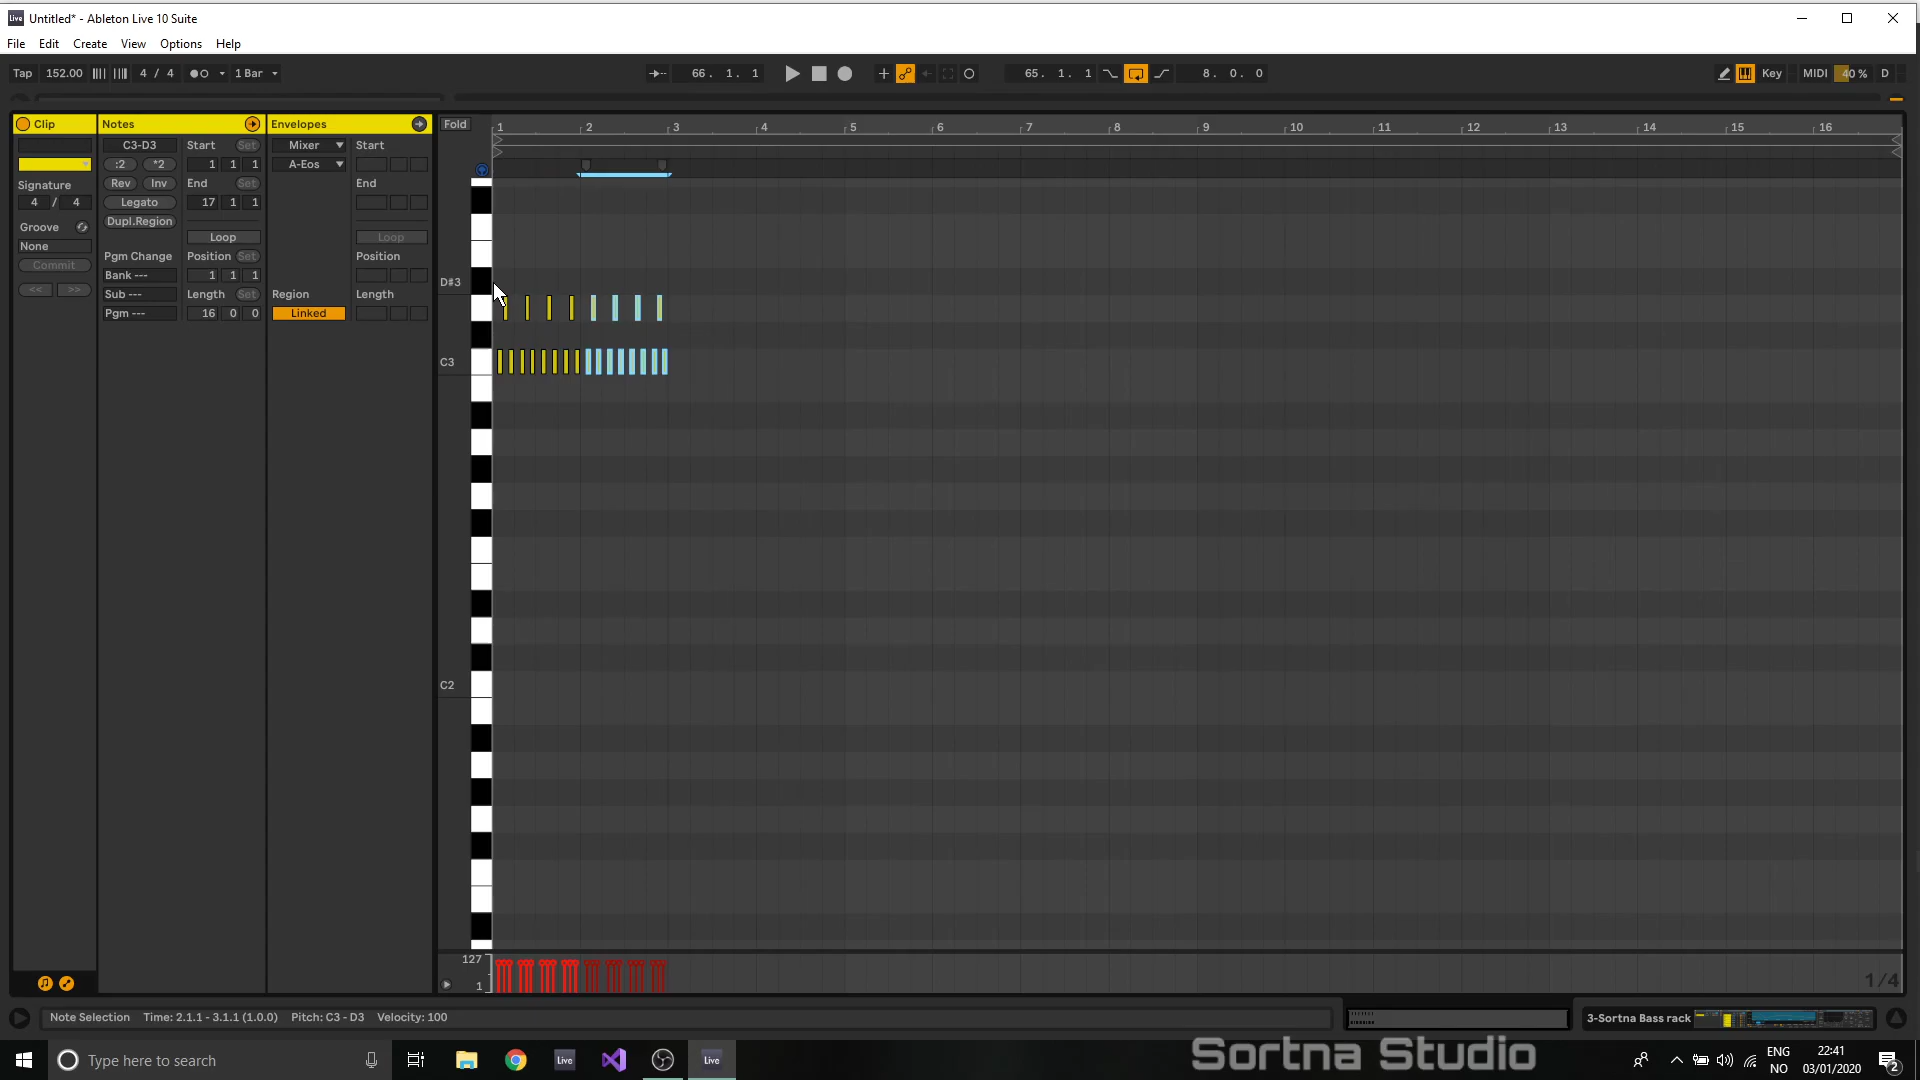 Live Untitled* - Ableton Live 10 Suite
File Edit Create View Options Help
Tap 152.00 4 / 4 1 Bar 66. 1. 1 65. 1. 1 8. 0. 0 Key MIDI 40 % D
Clip Notes Envelopes Fold 1 2 3 4 5 6 7 8 9 10 11 12 13 14 15 16
C3-D3 Start Set Mixer Start
:2 *2 1 1 1 A-Eos
Signature Rev Inv End Set End
4 / 4 Legato 17 1 1
Groove Dupl.Region
None Loop Loop
Commit Pgm Change Position Set Position
<< >> Bank --- 1 1 1
Sub --- Length Set Region Length
Pgm --- 16 0 0 Linked
D#3
C3
C2
127
1
1/4
Note Selection Time: 2.1.1 - 3.1.1 (1.0.0) Pitch: C3 - D3 Velocity: 100
3-Sortna Bass rack
Type here to search
Live
Live
Sortna Studio
ENG
NO
22:41
03/01/2020
2